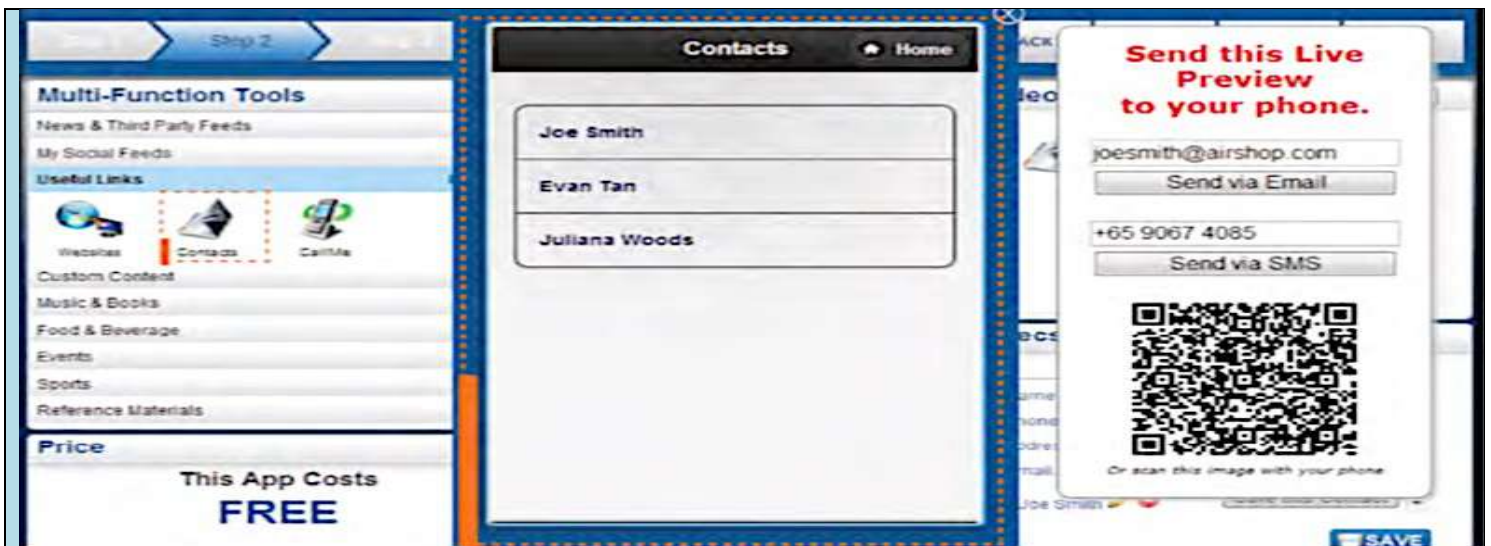 Step 2
Multi-Function Tools
News & Third Party Feeds
My Social Feeds
Useful Links
Websites
Contacts
CallMe
Custom Content
Music & Books
Food & Beverage
Events
Sports
Reference Materials
Price
This App Costs
FREE
Contacts
Home
Joe Smith
Evan Tan
Juliana Woods
ACK
deo
Send this Live
Preview
to your phone.
joesmith@airshop.com
Send via Email
+65 9067 4085
Send via SMS
Or scan this image with your phone
Joe Smith
SAVE